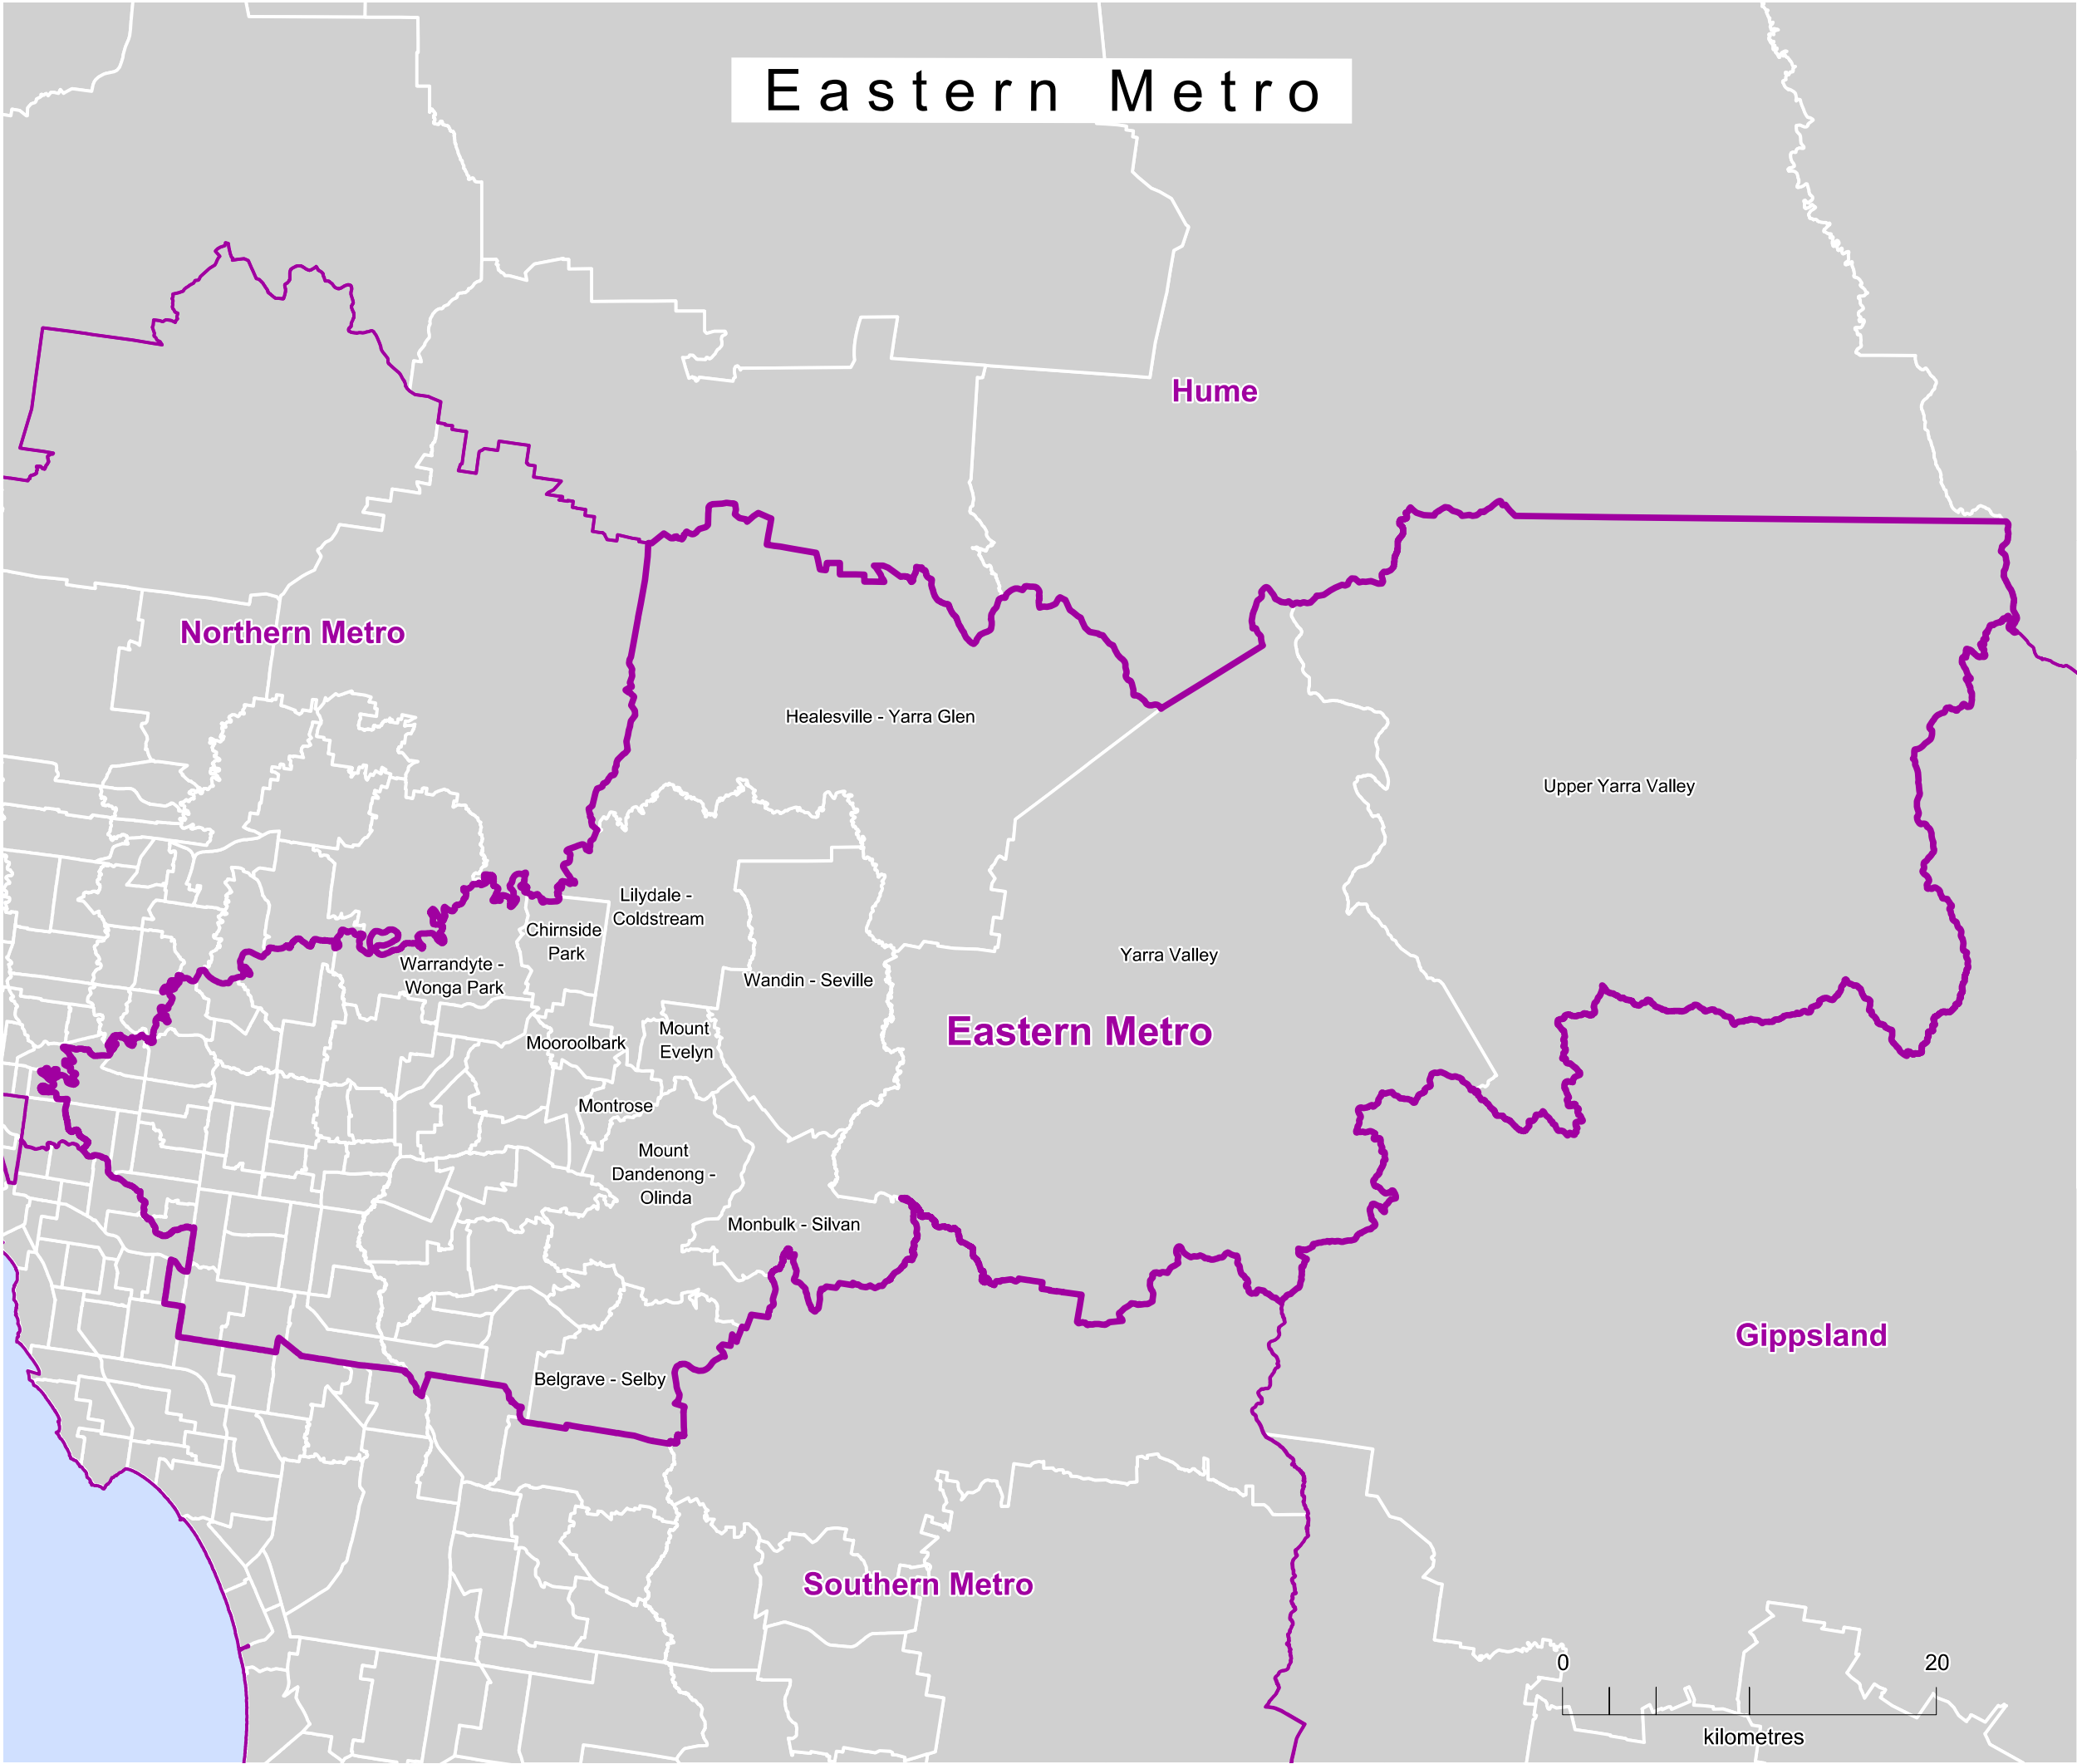 Eastern Metro
Hume
Northern Metro
Healesville - Yarra Glen
Upper Yarra Valley
Lilydale -
Coldstream
Chirnside
Park
Yarra Valley
Warrandyte -
Wonga Park
Wandin - Seville
Eastern Metro
Mount
Evelyn
Mooroolbark
Montrose
Mount
Dandenong -
Olinda
Monbulk - Silvan
Gippsland
Belgrave - Selby
Southern Metro
0 20
kilometres